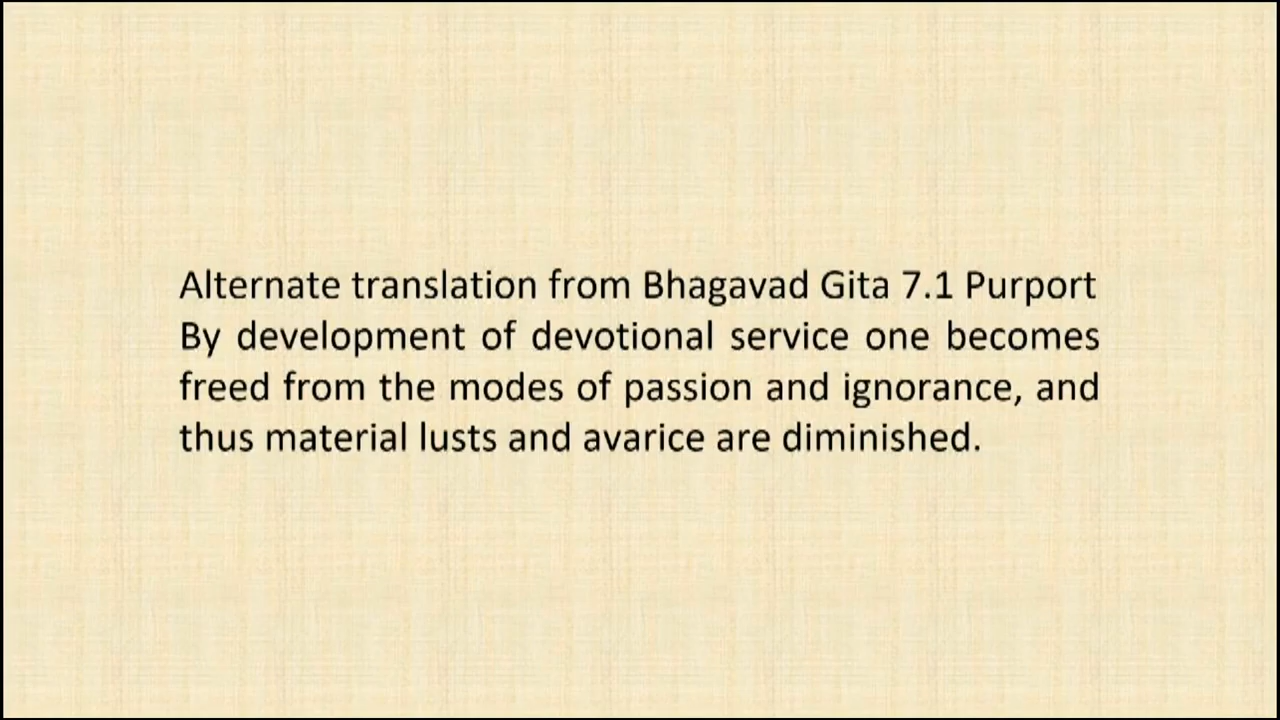 Alternate translation from Bhagavad Gita 7.1 Purport
By development of devotional service one becomes
freed from the modes of passion and ignorance, and
thus material lusts and avarice are diminished.